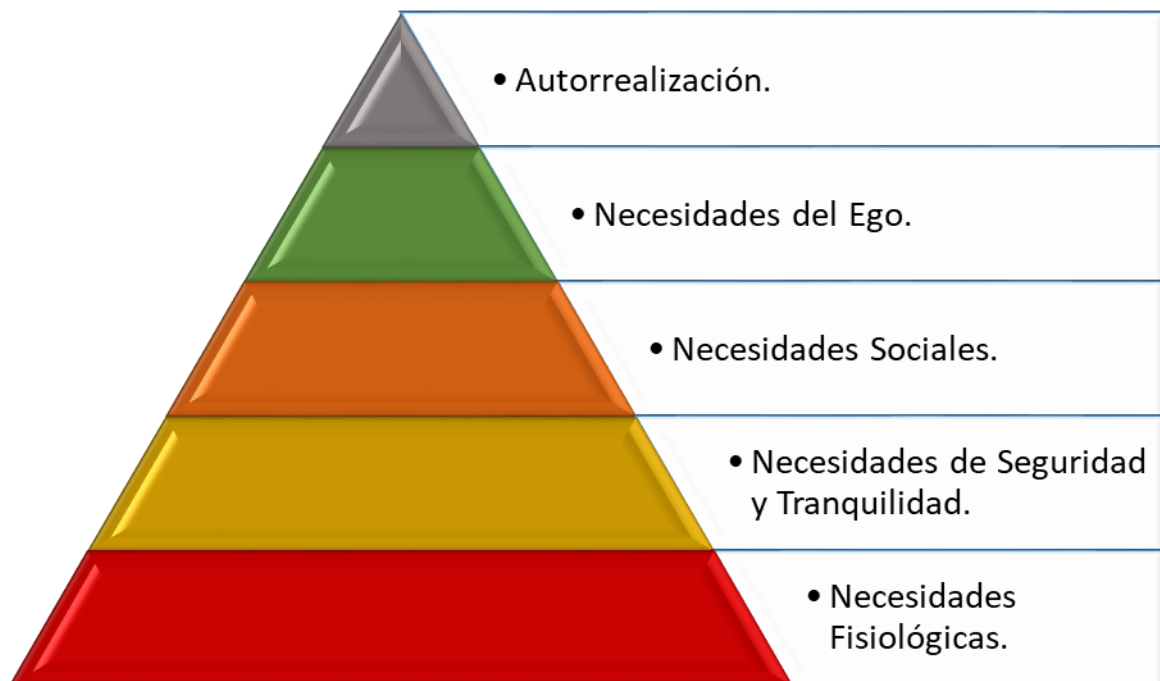 • Autorrealización.
• Necesidades del Ego.
• Necesidades Sociales.
• Necesidades de Seguridad
y Tranquilidad.
• Necesidades
Fisiológicas.